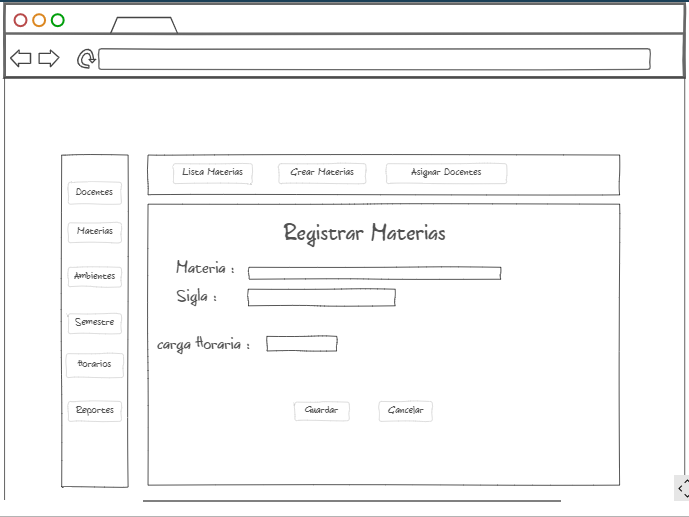 Docentes
Materias
Ambientes
Semestre
Horarios
Reportes
Lista Materias
Crear Materias
Asignar Docentes
Registrar Materias
Materia :
Sigla :
carga Horaria :
Guardar
Cancelar